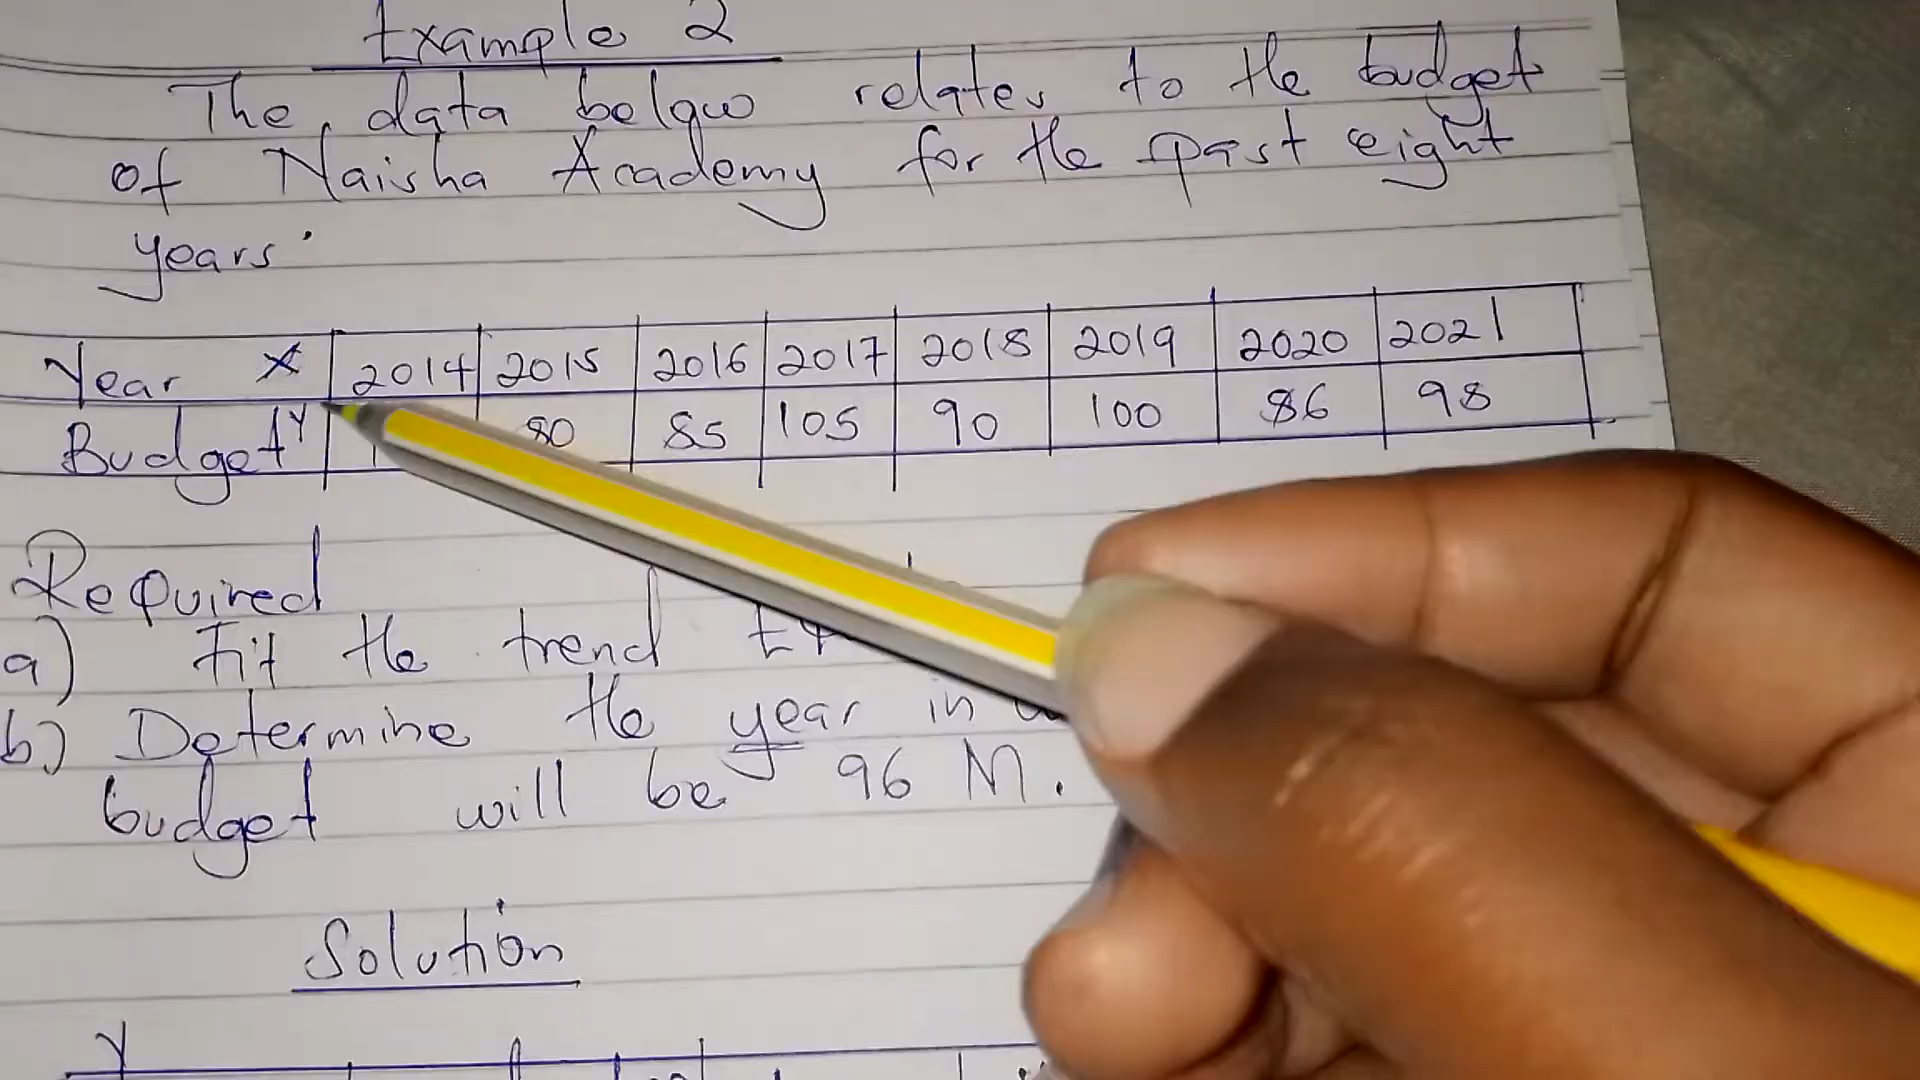 Example 2
The data below relates to the budget
of Naisha Academy for the past eight
years.
Year X 2014 2015 2016 2017 2018 2019 2020 2021
Budget Y 80 85 105 90 100 86 98
Required
a) Fit the trend
b) Determine the year in
budget will be 96 M.
Solution
Y